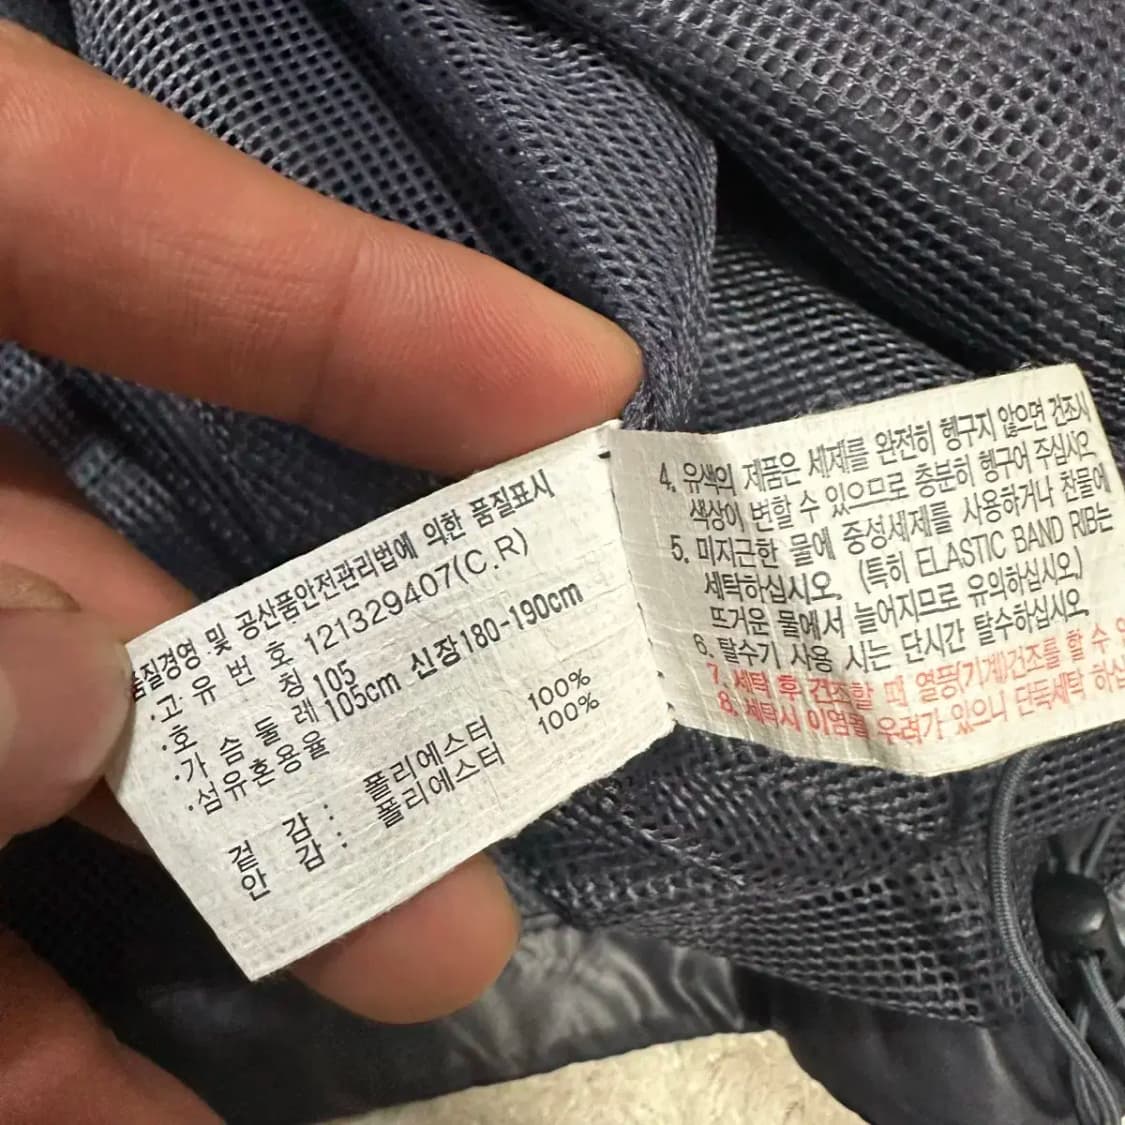 품질경영 및 공산품안전관리법에 의한 품질표시
·고 유 번 호 121329407(C.R)
·호 칭 105
·가 슴 둘 레 105cm 신장180-190cm
·섬유혼용율
겉 감 : 폴리에스터 100%
안 감 : 폴리에스터 100%
4. 유색의 제품은 세제를 완전히 헹구지 않으면 건조시
색상이 변할 수 있으므로 충분히 헹구어 주십시오.
5. 미지근한 물에 중성세제를 사용하거나 찬물에
세탁하십시오. (특히 ELASTIC BAND RIB는
뜨거운 물에서 늘어지므로 유의하십시오.)
6. 탈수기 사용 시는 단시간 탈수하십시오.
7. 세탁 후 건조할 때 열풍(기계)건조를 할 수
8. 세탁시 이염될 우려가 있으니 단독세탁